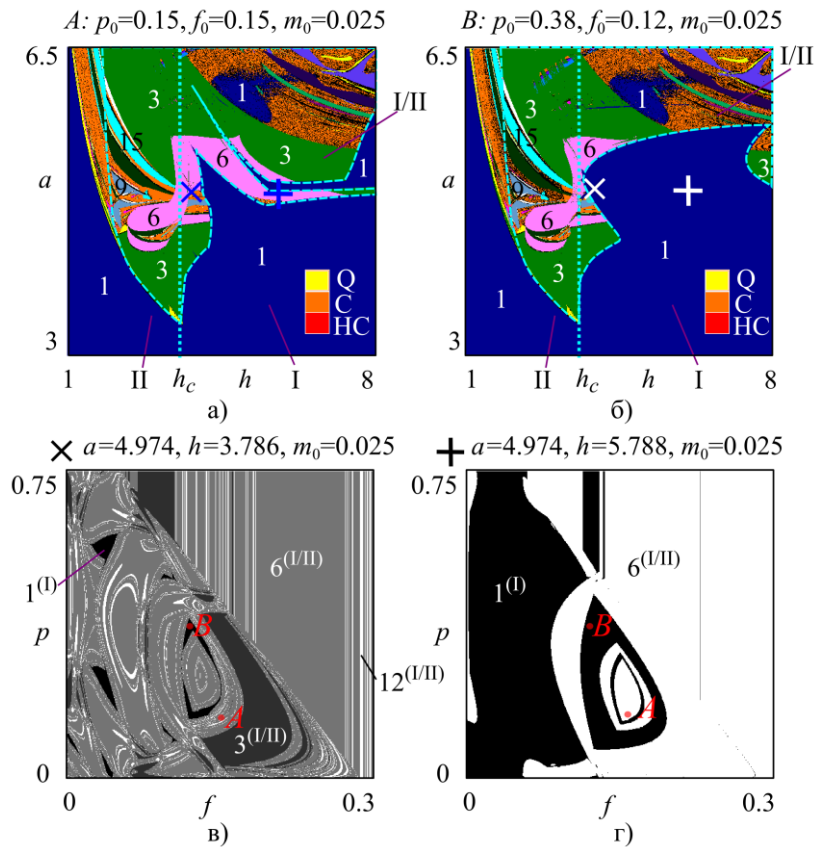 A: p₀=0.15, f₀=0.15, m₀=0.025
B: p₀=0.38, f₀=0.12, m₀=0.025
6.5
3
1
I/II
15
6
3
1
a
9
6
3
1
1
Q
C
HC
3
1
II
h_c
h
I
8
а)
6.5
3
1
I/II
15
6
a
9
3
6
3
1
1
Q
C
HC
3
1
II
h_c
h
I
8
б)
× a=4.974, h=3.786, m₀=0.025
+ a=4.974, h=5.788, m₀=0.025
0.75
1⁽ᴵ⁾
6⁽ᴵ/ᴵᴵ⁾
p
B
12⁽ᴵ/ᴵᴵ⁾
A
3⁽ᴵ/ᴵᴵ⁾
0
0
f
0.3
в)
0.75
1⁽ᴵ⁾
6⁽ᴵ/ᴵᴵ⁾
p
B
A
0
0
f
0.3
г)